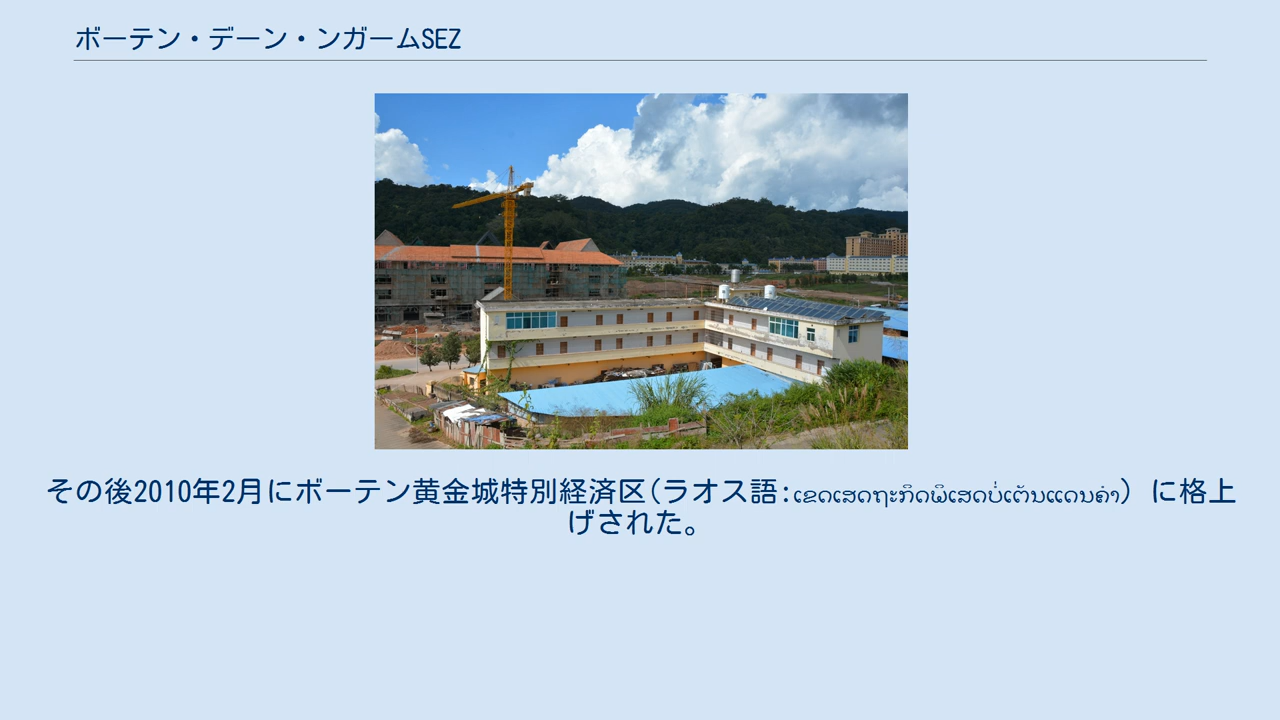 ボーテン・デーン・ンガームSEZ
その後2010年2月にボーテン黄金城特別経済区(ラオス語:ເຂດເສດຖະກິດພິເສດບໍ່ເຕັນແດນຄຳ) に格上
げされた。